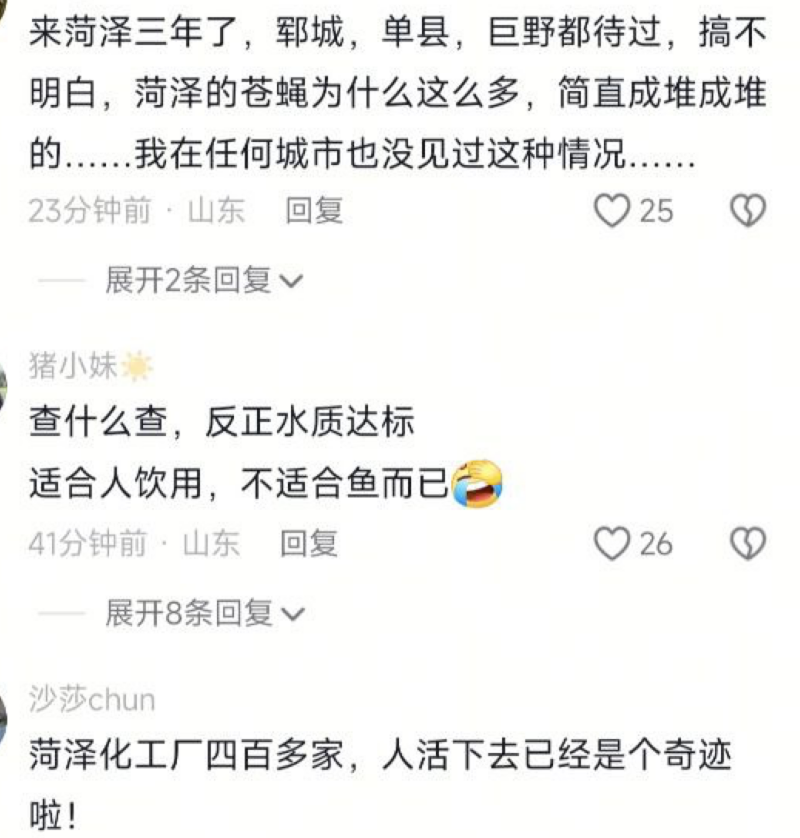 来菏泽三年了，郓城，单县，巨野都待过，搞不
明白，菏泽的苍蝇为什么这么多，简直成堆成堆
的……我在任何城市也没见过这种情况……
23分钟前 · 山东 回复 25
展开2条回复
猪小妹
查什么查，反正水质达标
适合人饮用，不适合鱼而已
41分钟前 · 山东 回复 26
展开8条回复
沙莎chun
菏泽化工厂四百多家，人活下去已经是个奇迹
啦！